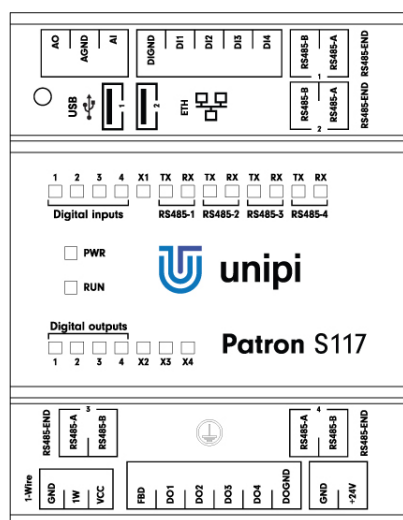 AO AGND AI DIGND DI1 DI2 DI3 DI4 RS485-B RS485-A RS485-END
1
USB 1 2 ETH RS485-B RS485-A RS485-END
2
1 2 3 4 X1 TX RX TX RX TX RX TX RX
Digital inputs RS485-1 RS485-2 RS485-3 RS485-4
PWR
unipi
RUN
Digital outputs
Patron S117
1 2 3 4 X2 X3 X4
3 4
RS485-END RS485-A RS485-B RS485-A RS485-B RS485-END
1-Wire GND 1W VCC FBD DO1 DO2 DO3 DO4 DOGND GND +24V